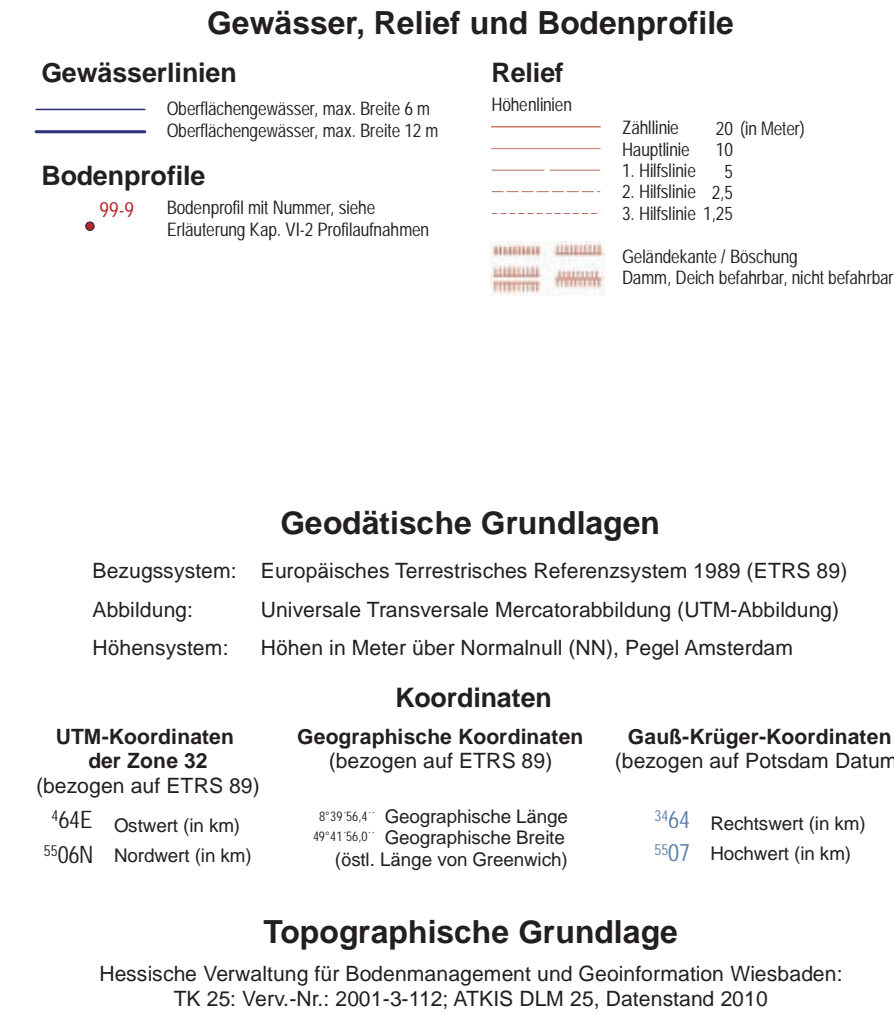 Gewässer, Relief und Bodenprofile
Gewässerlinien
Oberflächengewässer, max. Breite 6 m
Oberflächengewässer, max. Breite 12 m
Bodenprofile
99-9 Bodenprofil mit Nummer, siehe
Erläuterung Kap. VI-2 Profilaufnahmen
Relief
Höhenlinien
Zähllinie 20 (in Meter)
Hauptlinie 10
1. Hilfslinie 5
2. Hilfslinie 2,5
3. Hilfslinie 1,25
Geländekante / Böschung
Damm, Deich befahrbar, nicht befahrbar
Geodätische Grundlagen
Bezugssystem: Europäisches Terrestrisches Referenzsystem 1989 (ETRS 89)
Abbildung: Universale Transversale Mercatorabbildung (UTM-Abbildung)
Höhensystem: Höhen in Meter über Normalnull (NN), Pegel Amsterdam
Koordinaten
UTM-Koordinaten
der Zone 32
(bezogen auf ETRS 89)
⁴64E Ostwert (in km)
⁵⁵06N Nordwert (in km)
Geographische Koordinaten
(bezogen auf ETRS 89)
8°39´56,4´´ Geographische Länge
49°41´56,0´´ Geographische Breite
(östl. Länge von Greenwich)
Gauß-Krüger-Koordinaten
(bezogen auf Potsdam Datum
³⁴64 Rechtswert (in km)
⁵⁵07 Hochwert (in km)
Topographische Grundlage
Hessische Verwaltung für Bodenmanagement und Geoinformation Wiesbaden:
TK 25: Verv.-Nr.: 2001-3-112; ATKIS DLM 25, Datenstand 2010